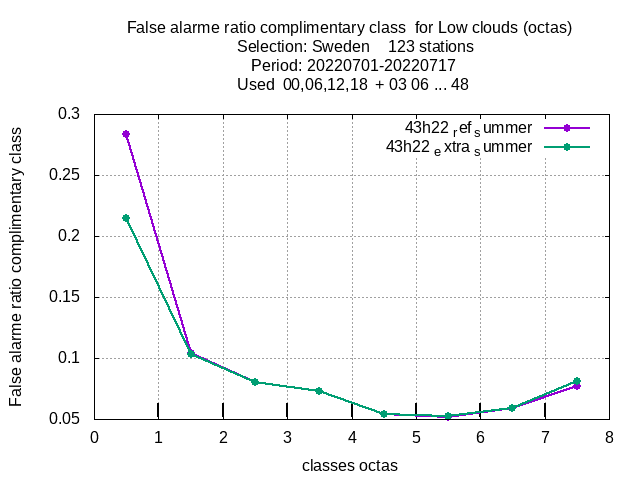 False alarme ratio complimentary class for Low clouds (octas)
Selection: Sweden 123 stations
Period: 20220701-20220717
Used 00,06,12,18 + 03 06 ... 48
False alarme ratio complimentary class
0.3
0.25
0.2
0.15
0.1
0.05
43h22 ref summer
43h22 extra summer
0 1 2 3 4 5 6 7 8
classes octas